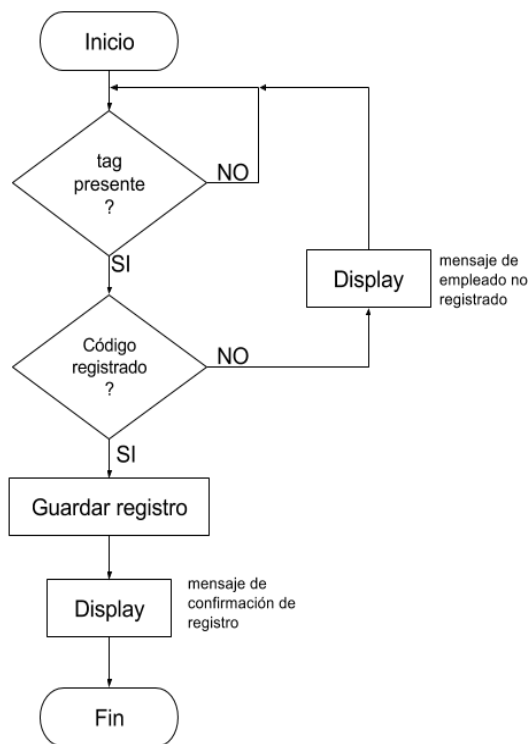 Inicio
tag
presente
?
NO
SI
Display
mensaje de
empleado no
registrado
Código
registrado
?
NO
SI
Guardar registro
Display
mensaje de
confirmación de
registro
Fin